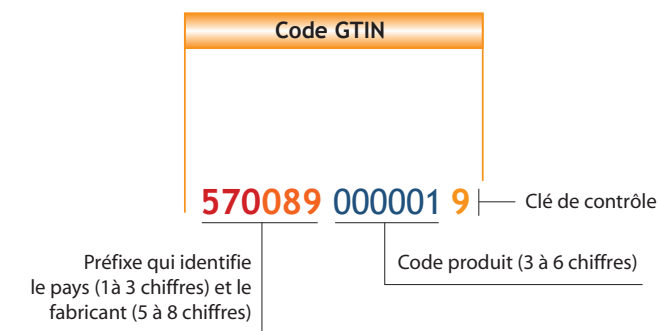 Code GTIN
570089 000001 9
Clé de contrôle
Préfixe qui identifie
le pays (1à 3 chiffres) et le
fabricant (5 à 8 chiffres)
Code produit (3 à 6 chiffres)